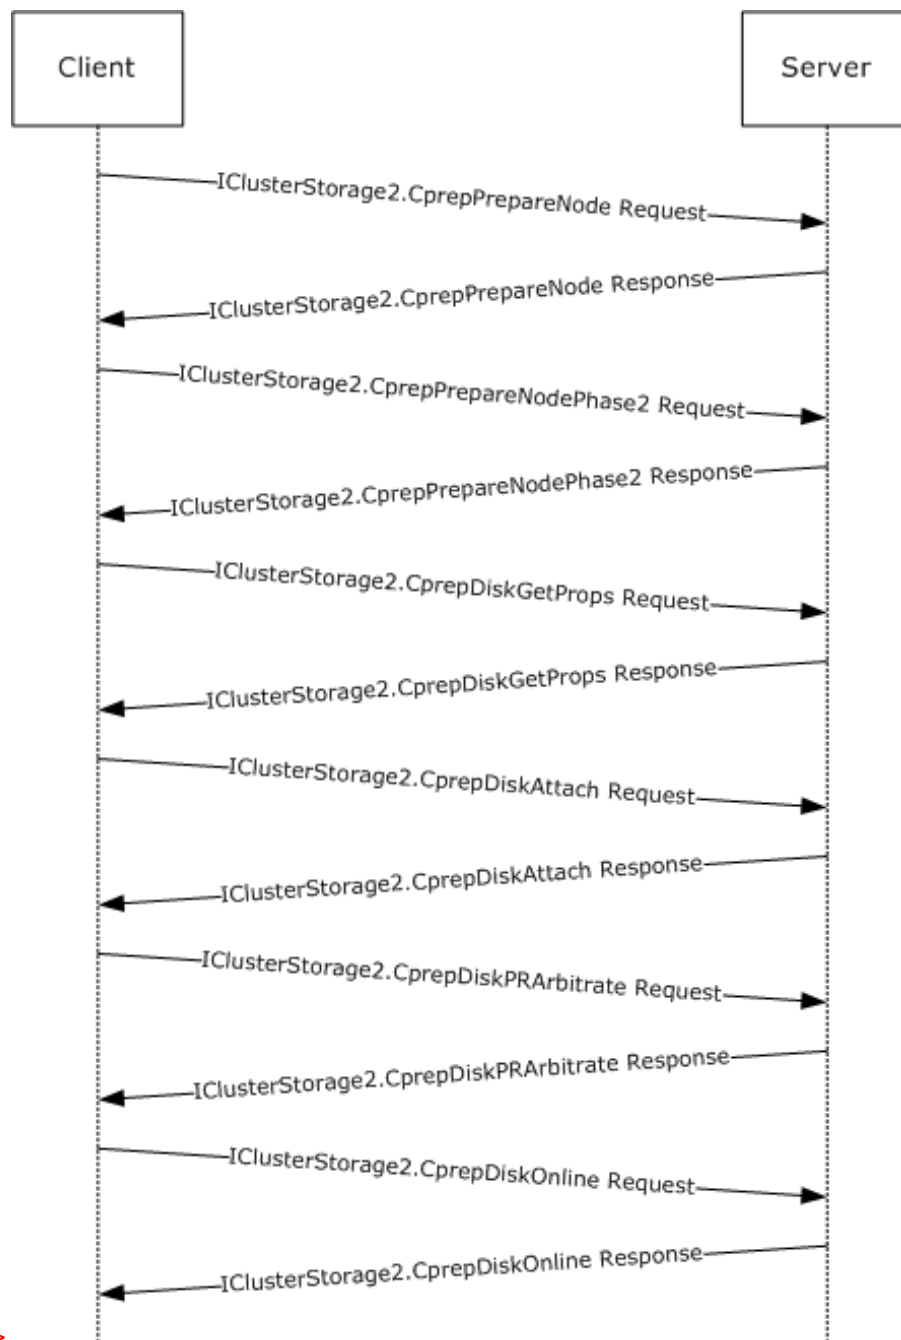 Client
Server
IClusterStorage2.CprepPrepareNode Request
IClusterStorage2.CprepPrepareNode Response
IClusterStorage2.CprepPrepareNodePhase2 Request
IClusterStorage2.CprepPrepareNodePhase2 Response
IClusterStorage2.CprepDiskGetProps Request
IClusterStorage2.CprepDiskGetProps Response
IClusterStorage2.CprepDiskAttach Request
IClusterStorage2.CprepDiskAttach Response
IClusterStorage2.CprepDiskPRArbitrate Request
IClusterStorage2.CprepDiskPRArbitrate Response
IClusterStorage2.CprepDiskOnline Request
IClusterStorage2.CprepDiskOnline Response